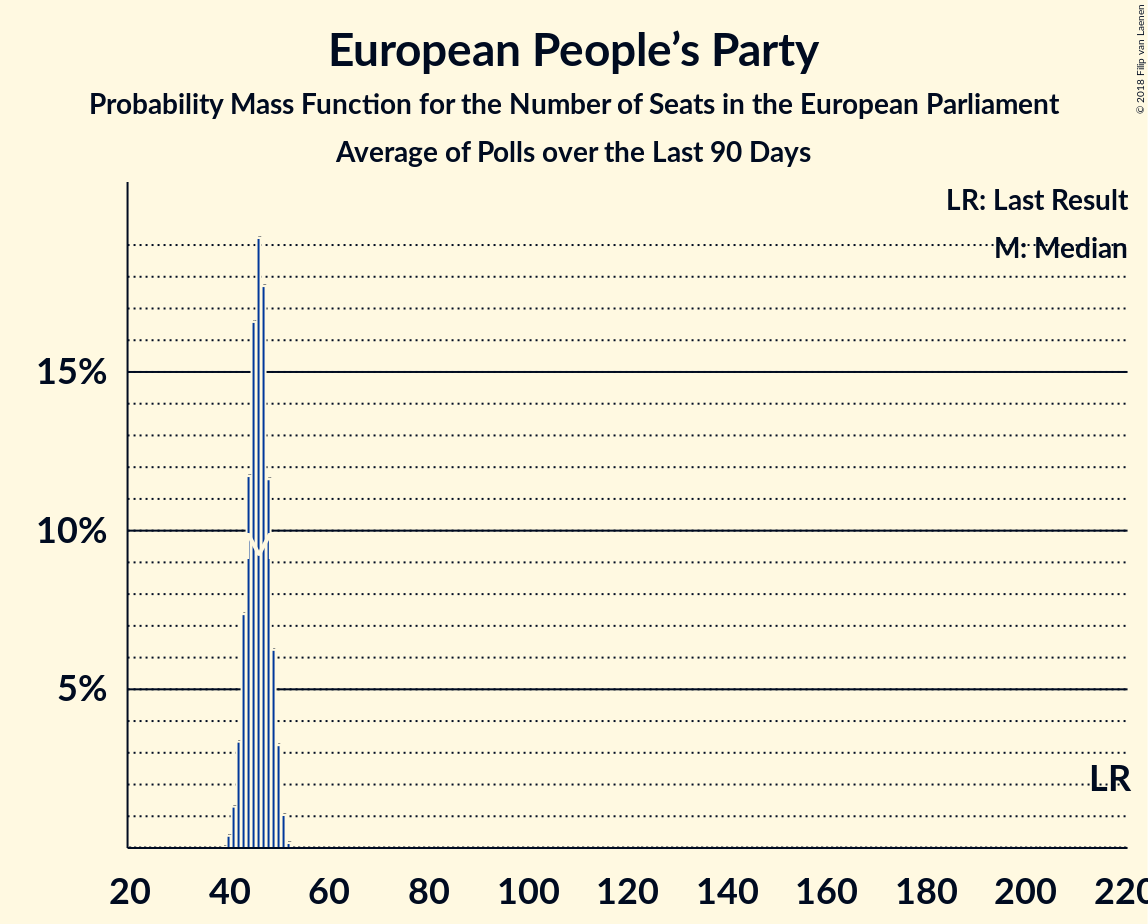 © 2018 Filip van Laenen
European People’s Party
Probability Mass Function for the Number of Seats in the European Parliament
Average of Polls over the Last 90 Days
LR: Last Result
M: Median
15%
10%
M
5%
LR
20 40 60 80 100 120 140 160 180 200 220